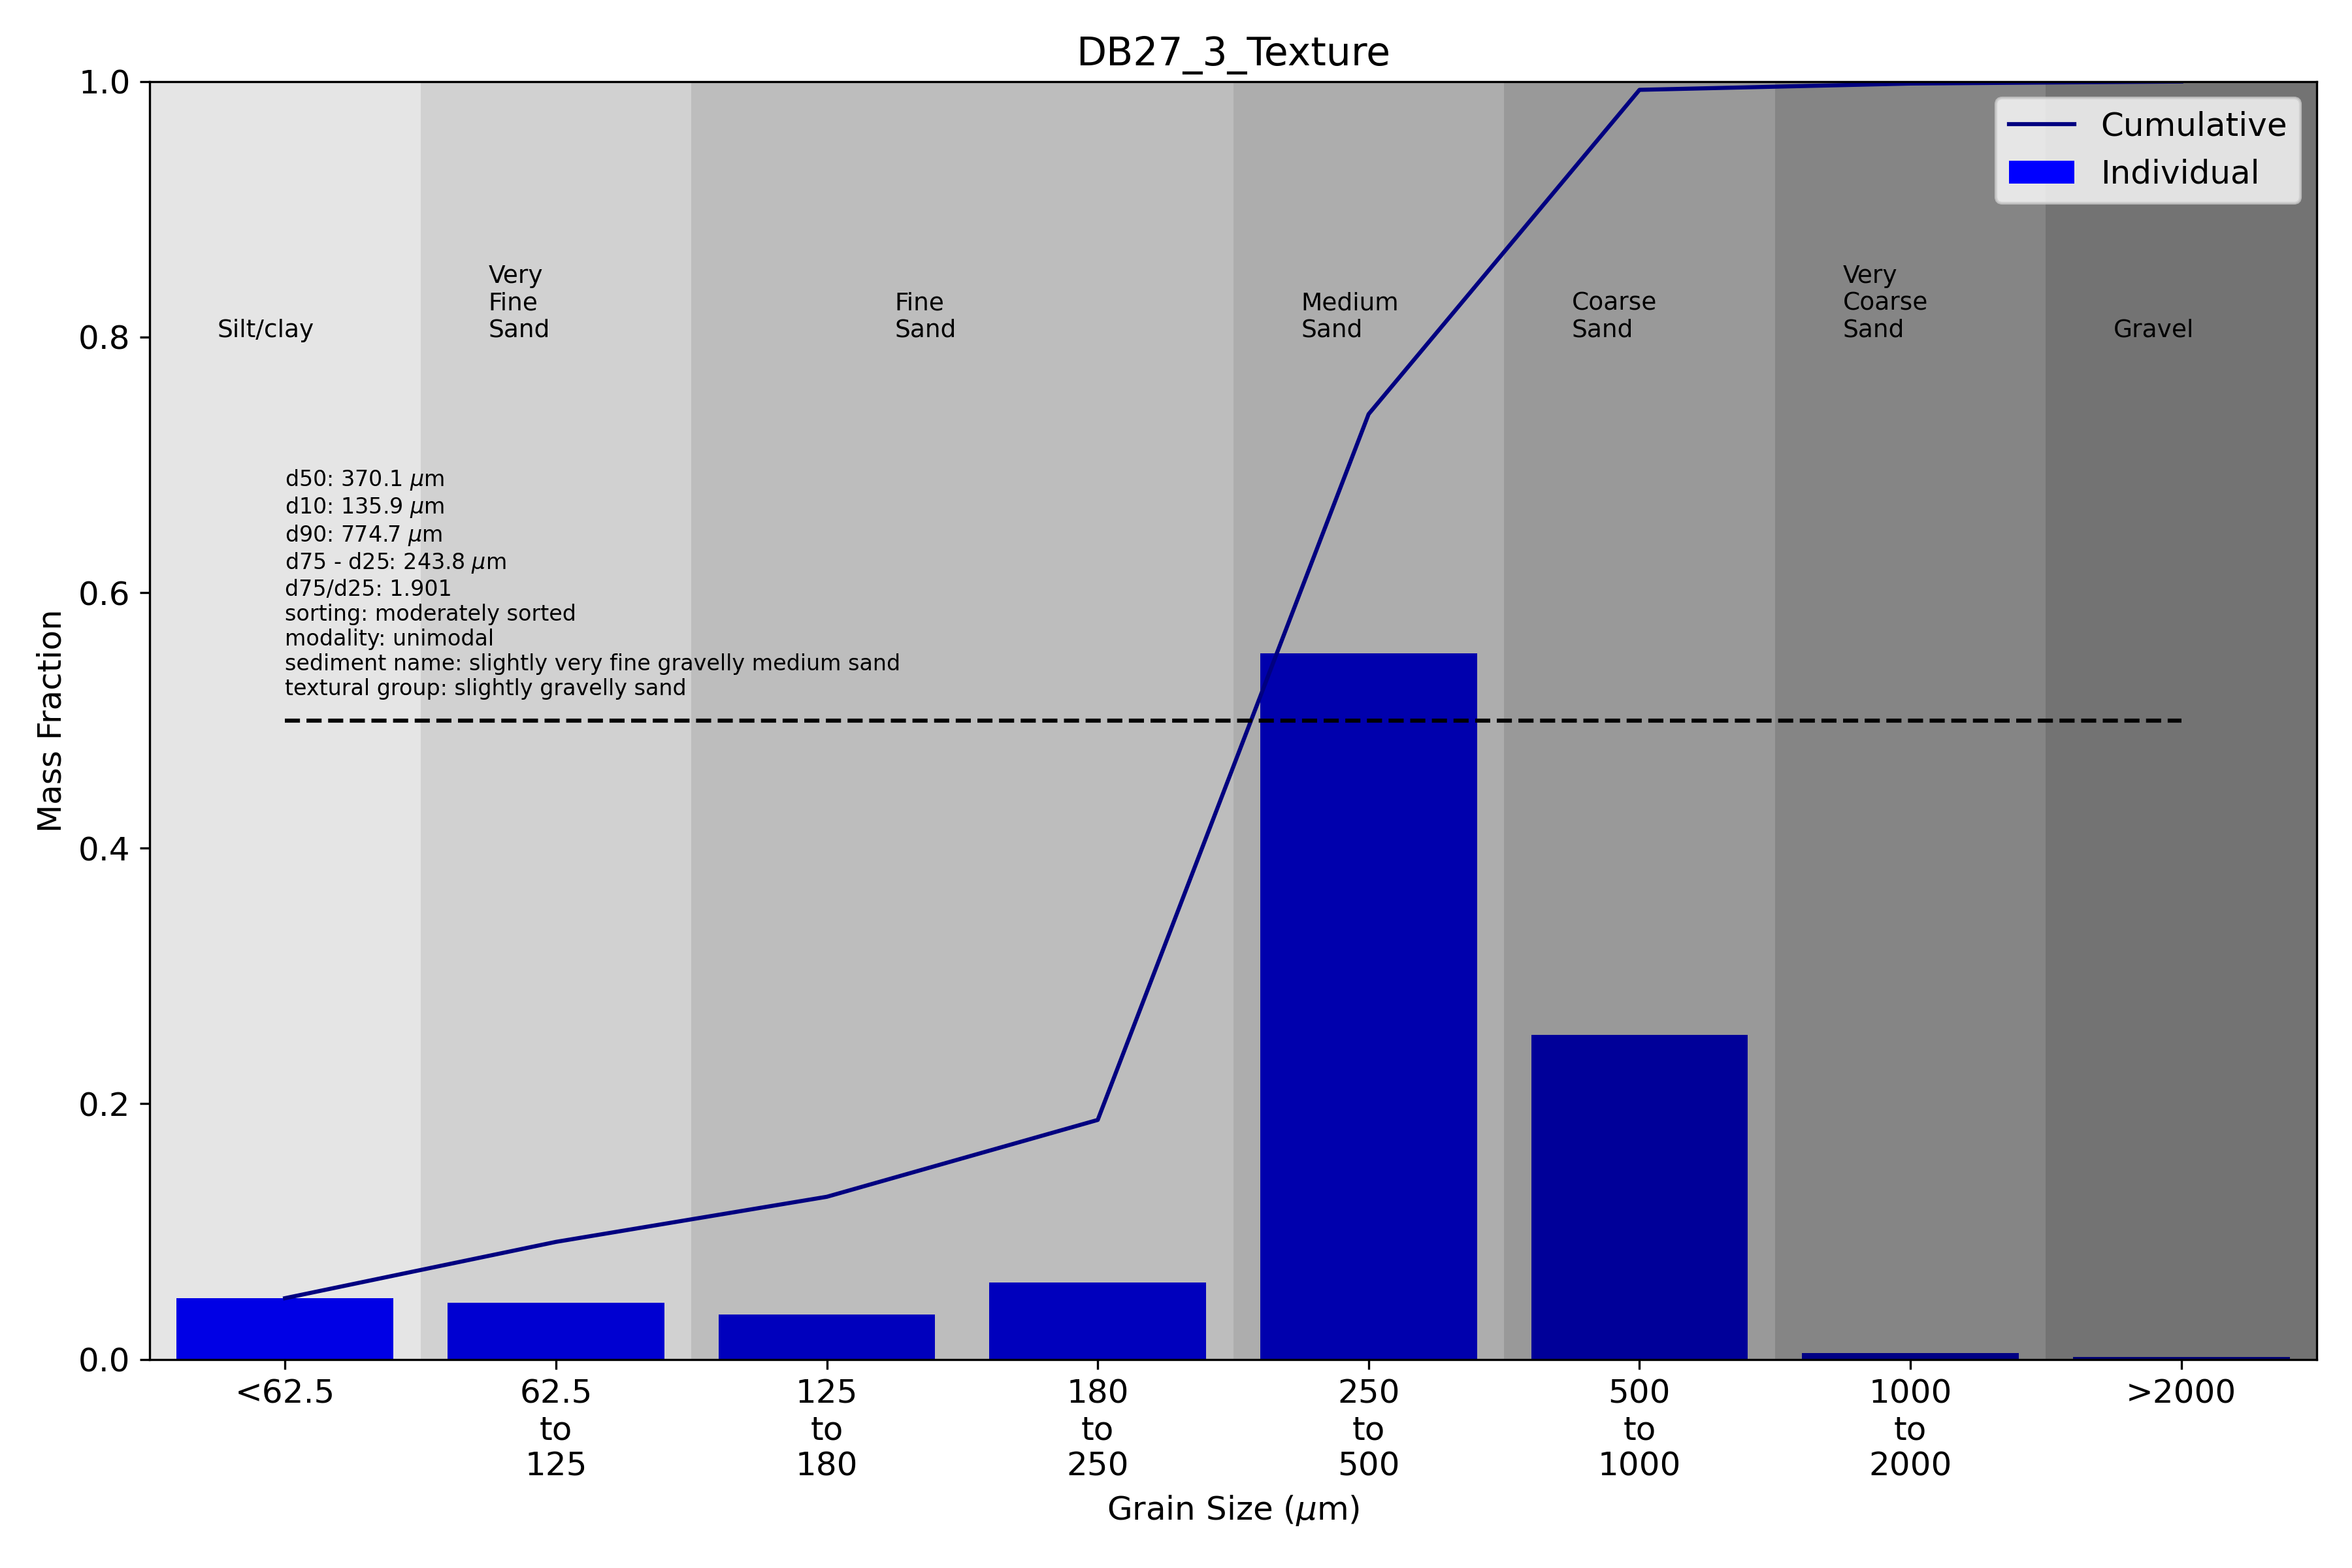 DB27_3_Texture
1.0
0.8
0.6
0.4
0.2
0.0
Mass Fraction
Cumulative
Individual
Silt/clay
Very
Fine
Sand
Fine
Sand
Medium
Sand
Coarse
Sand
Very
Coarse
Sand
Gravel
d50: 370.1 μm
d10: 135.9 μm
d90: 774.7 μm
d75 - d25: 243.8 μm
d75/d25: 1.901
sorting: moderately sorted
modality: unimodal
sediment name: slightly very fine gravelly medium sand
textural group: slightly gravelly sand
<62.5
62.5
to
125
125
to
180
180
to
250
250
to
500
500
to
1000
1000
to
2000
>2000
Grain Size (μm)